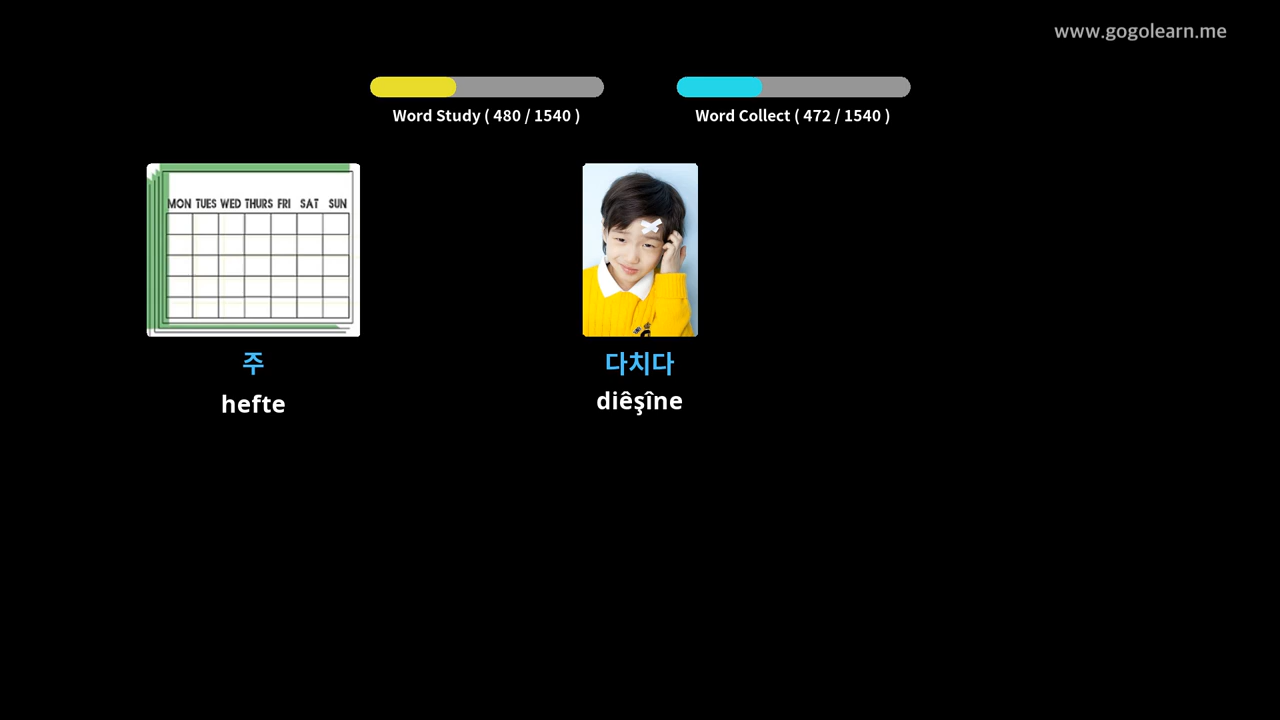 www.gogolearn.me
Word Study ( 480 / 1540 )
Word Collect ( 472 / 1540 )
MON TUES WED THURS FRI SAT SUN
주
hefte
다치다
diêşîne